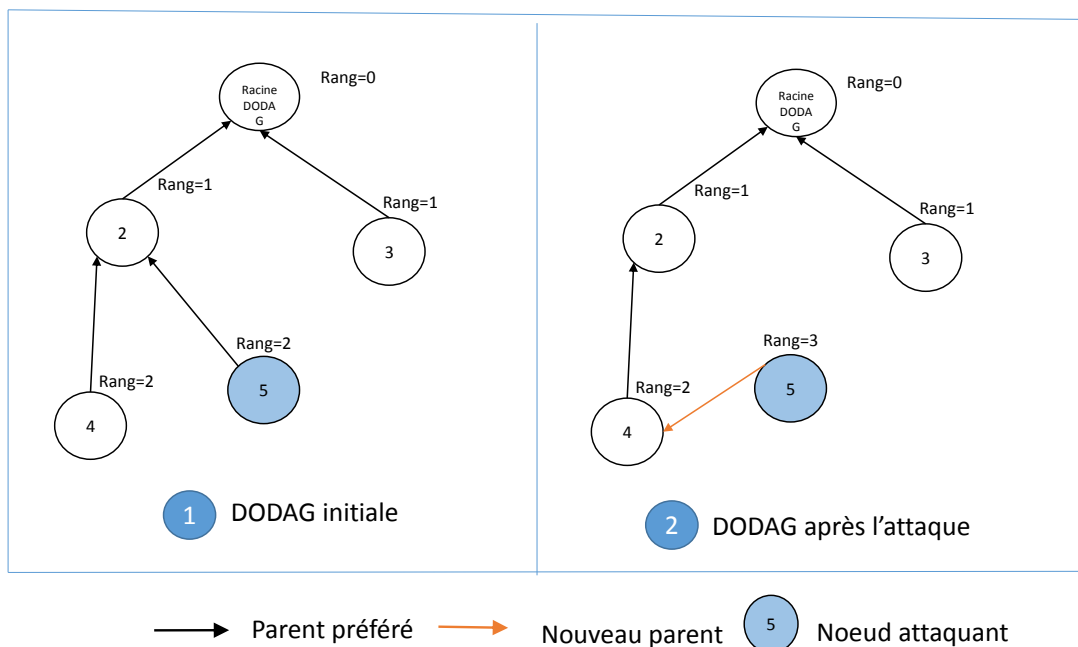 Rang=0
Racine
DODA
G
Rang=1
Rang=1
2
3
Rang=2
Rang=2
5
4
1 DODAG initiale
Rang=0
Racine
DODA
G
Rang=1
Rang=1
2
3
Rang=3
Rang=2
5
4
2 DODAG après l’attaque
Parent préféré
Nouveau parent
5
Noeud attaquant